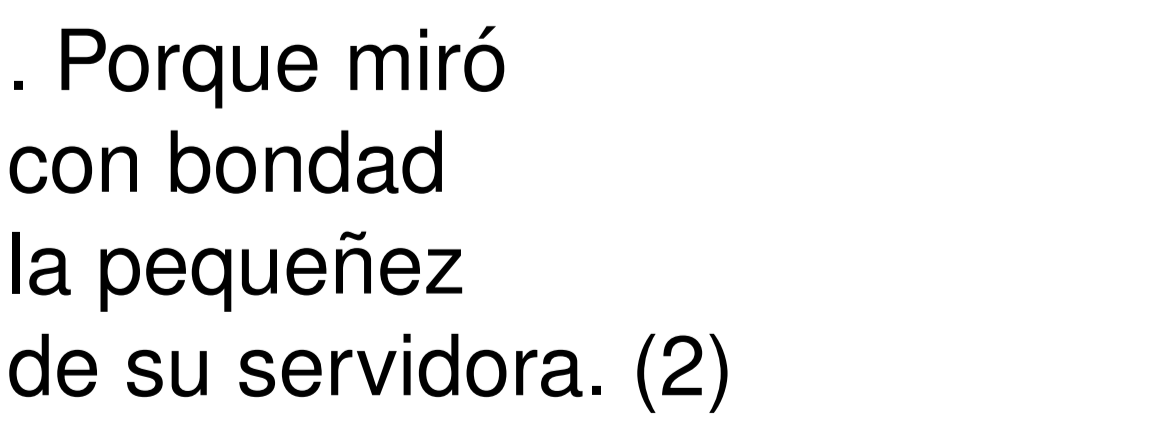 . Porque miró
con bondad
la pequeñez
de su servidora. (2)